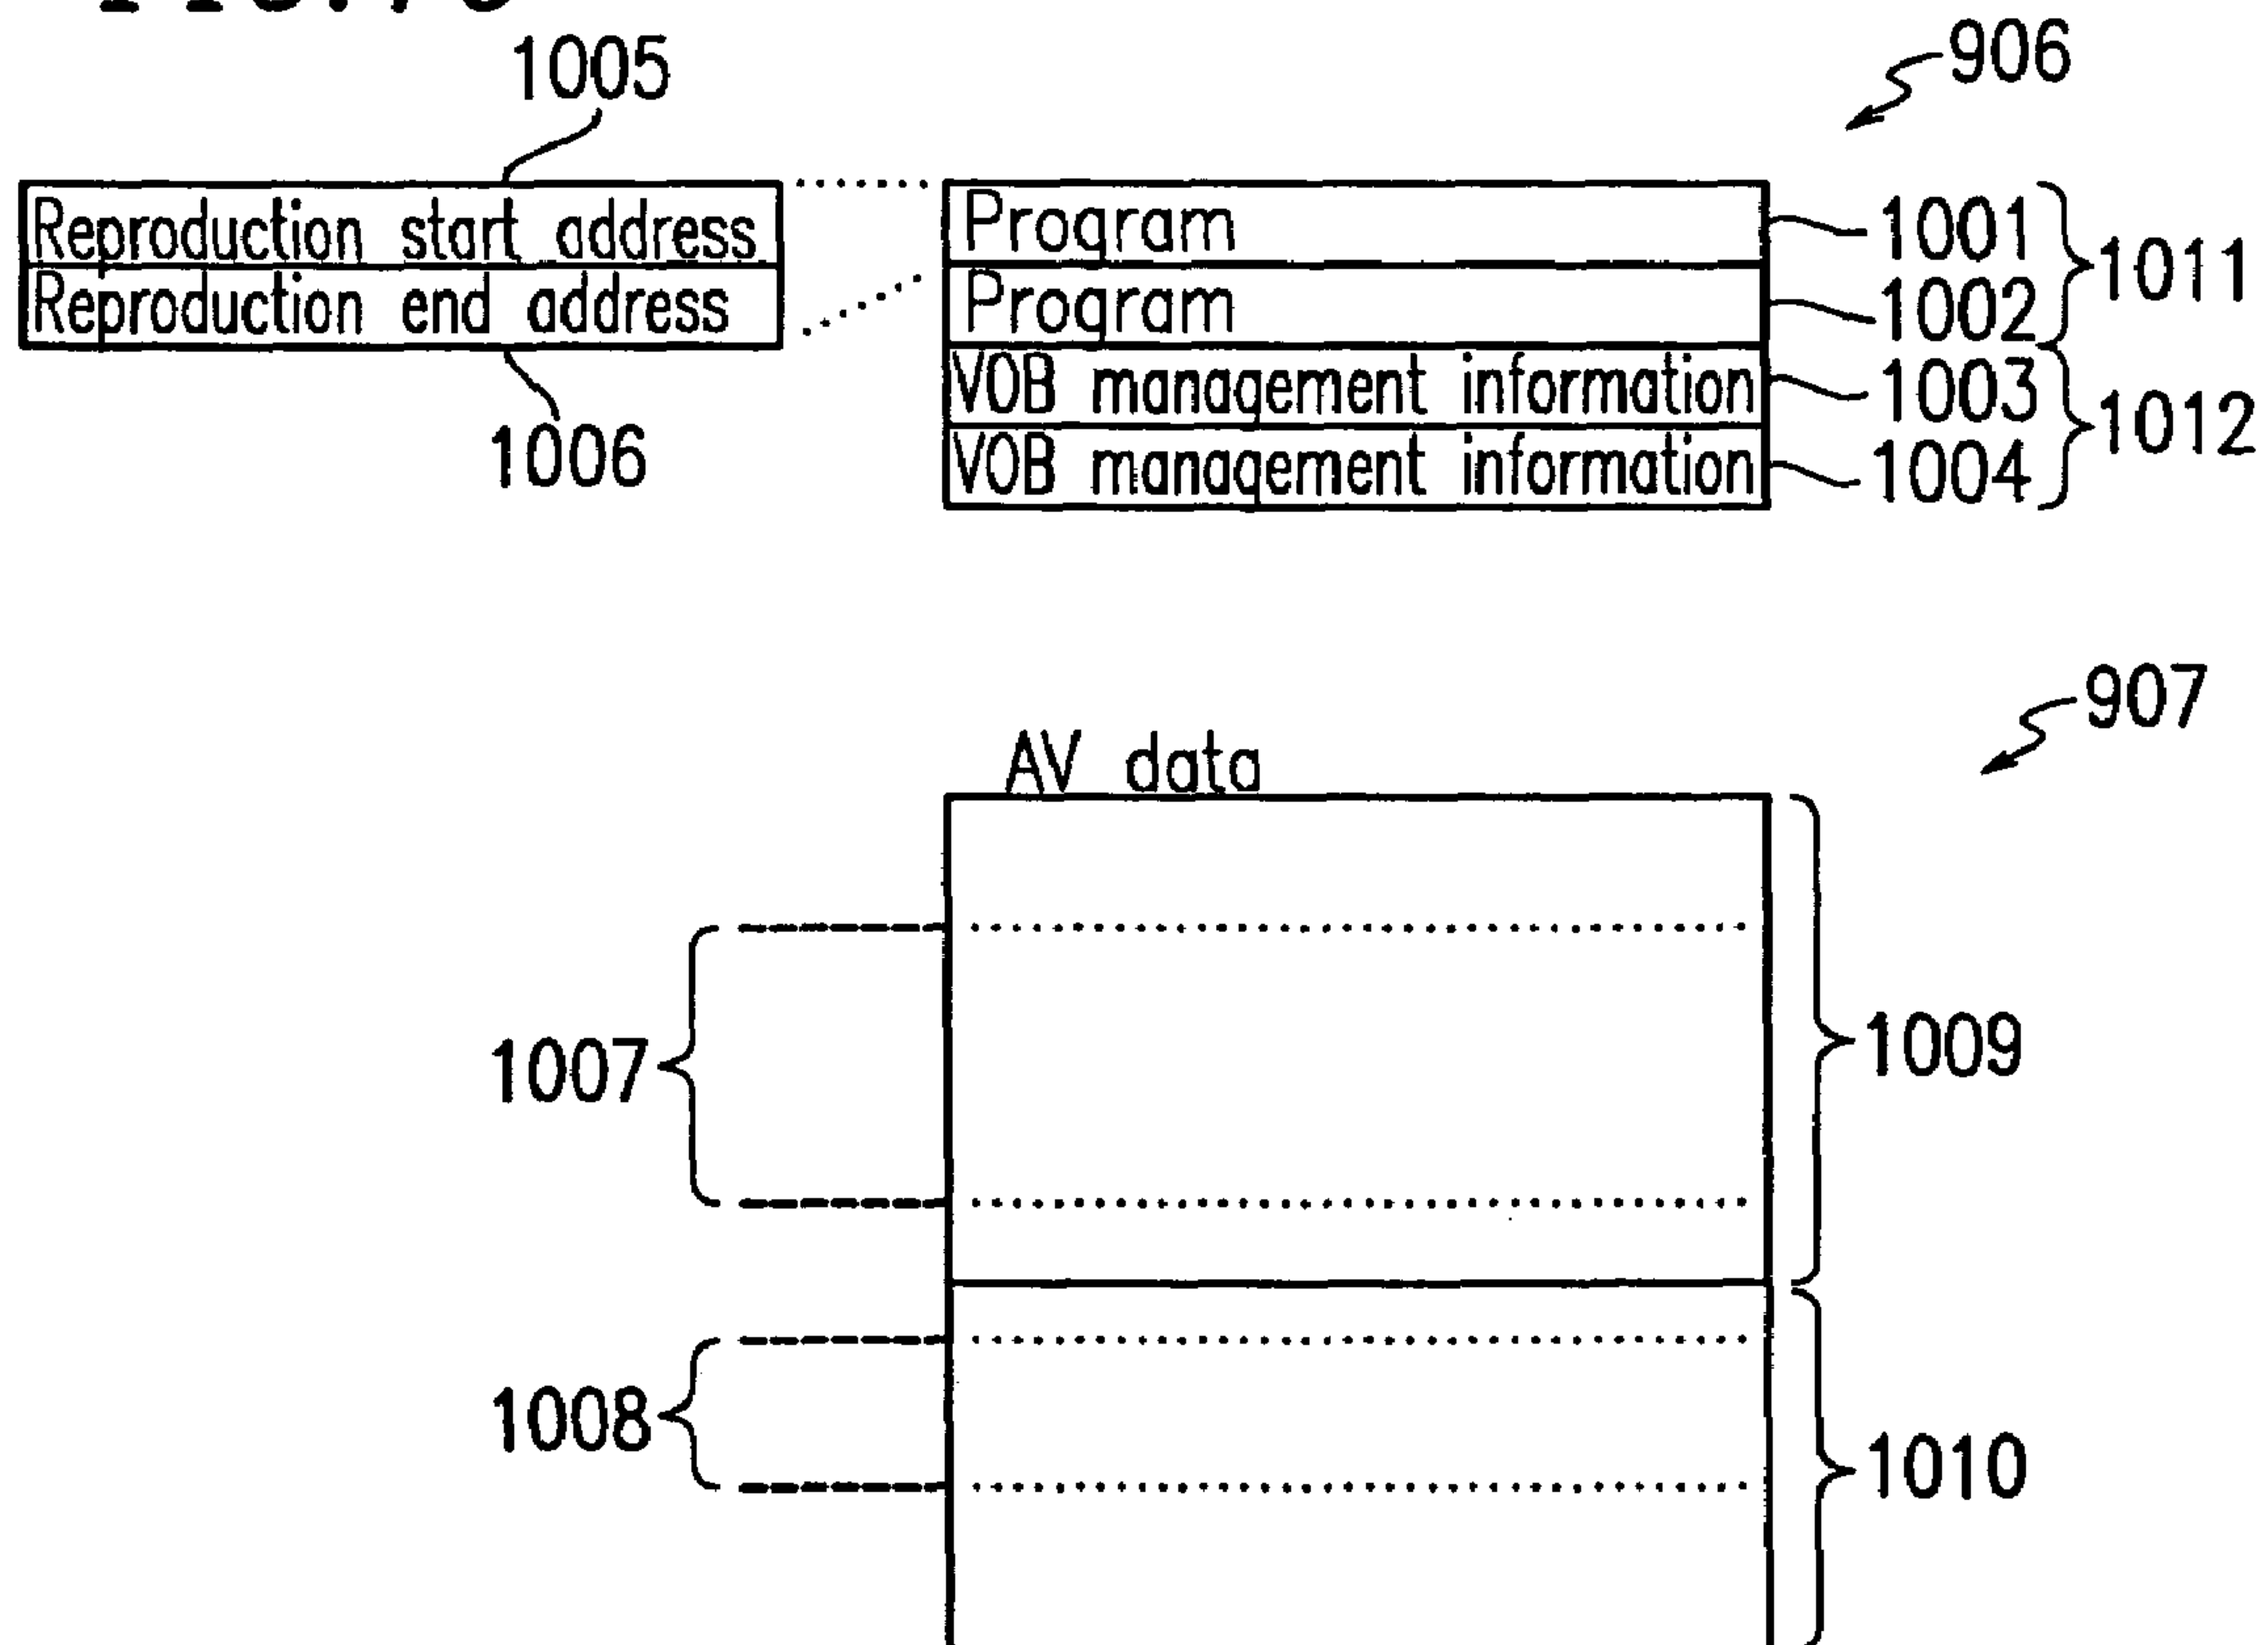 1005
906
Reproduction start address
Reproduction end address
1006
Program
Program
VOB management information
VOB management information
1001
1002
1003
1004
1011
1012
907
AV data
1007
1009
1008
1010